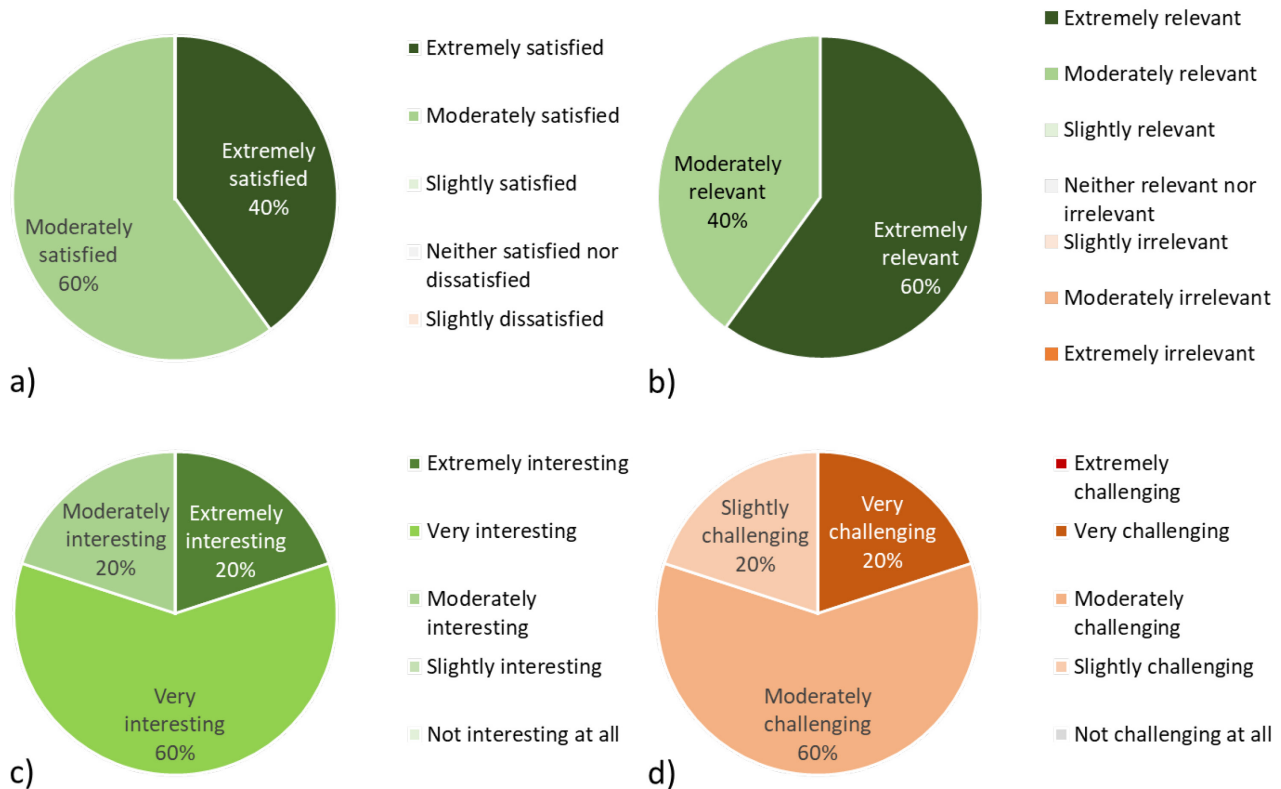 Extremely
satisfied
40%
Moderately
satisfied
60%
Extremely satisfied
Moderately satisfied
Slightly satisfied
Neither satisfied nor
dissatisfied
Slightly dissatisfied
a)
Moderately
relevant
40%
Extremely
relevant
60%
Extremely relevant
Moderately relevant
Slightly relevant
Neither relevant nor
irrelevant
Slightly irrelevant
Moderately irrelevant
Extremely irrelevant
b)
Moderately
interesting
20%
Extremely
interesting
20%
Very
interesting
60%
Extremely interesting
Very interesting
Moderately
interesting
Slightly interesting
Not interesting at all
c)
Slightly
challenging
20%
Very
challenging
20%
Moderately
challenging
60%
Extremely
challenging
Very challenging
Moderately
challenging
Slightly challenging
Not challenging at all
d)